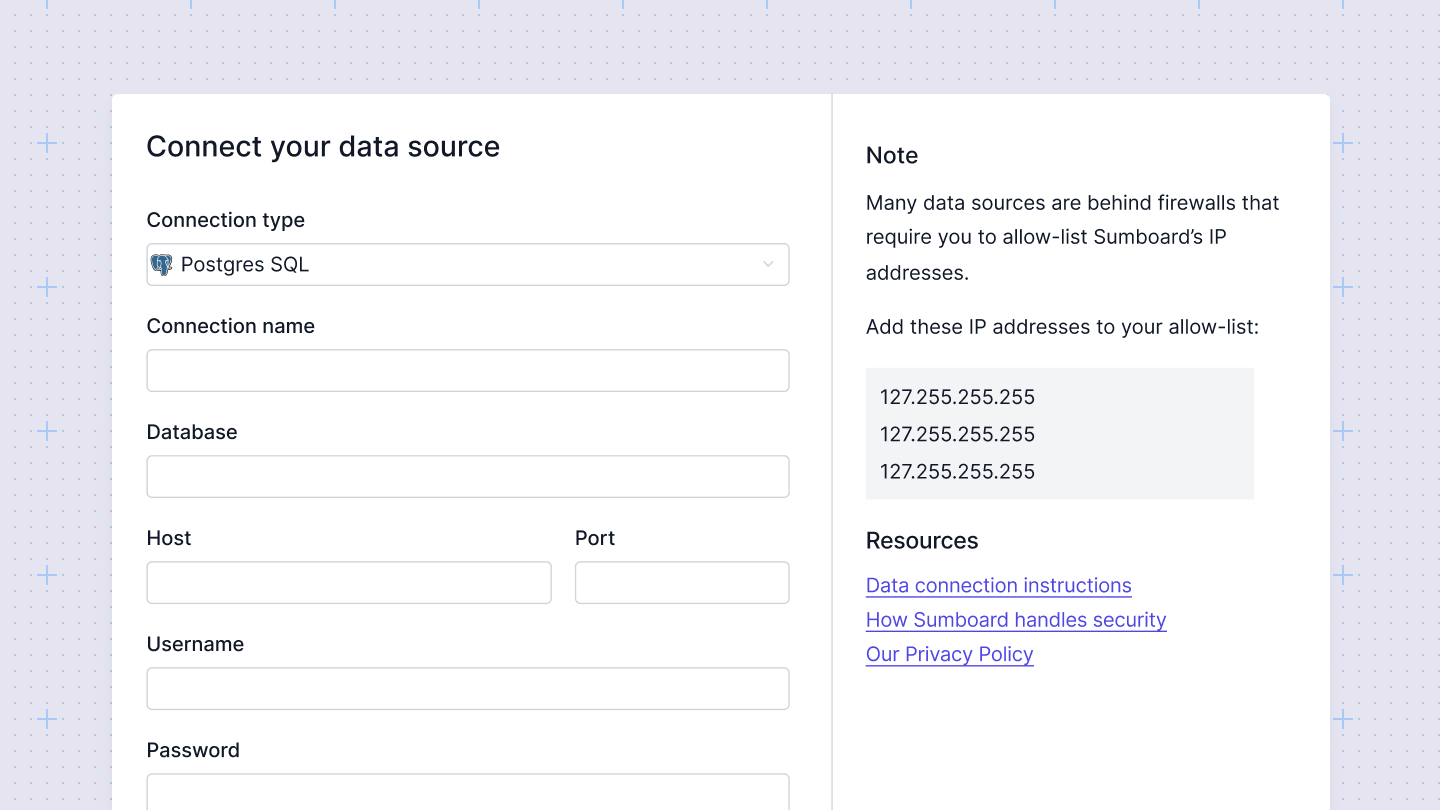 Connect your data source
Connection type
Postgres SQL
Connection name
Database
Host
Port
Username
Password
Note
Many data sources are behind firewalls that
require you to allow-list Sumboard’s IP
addresses.
Add these IP addresses to your allow-list:
127.255.255.255
127.255.255.255
127.255.255.255
Resources
Data connection instructions
How Sumboard handles security
Our Privacy Policy